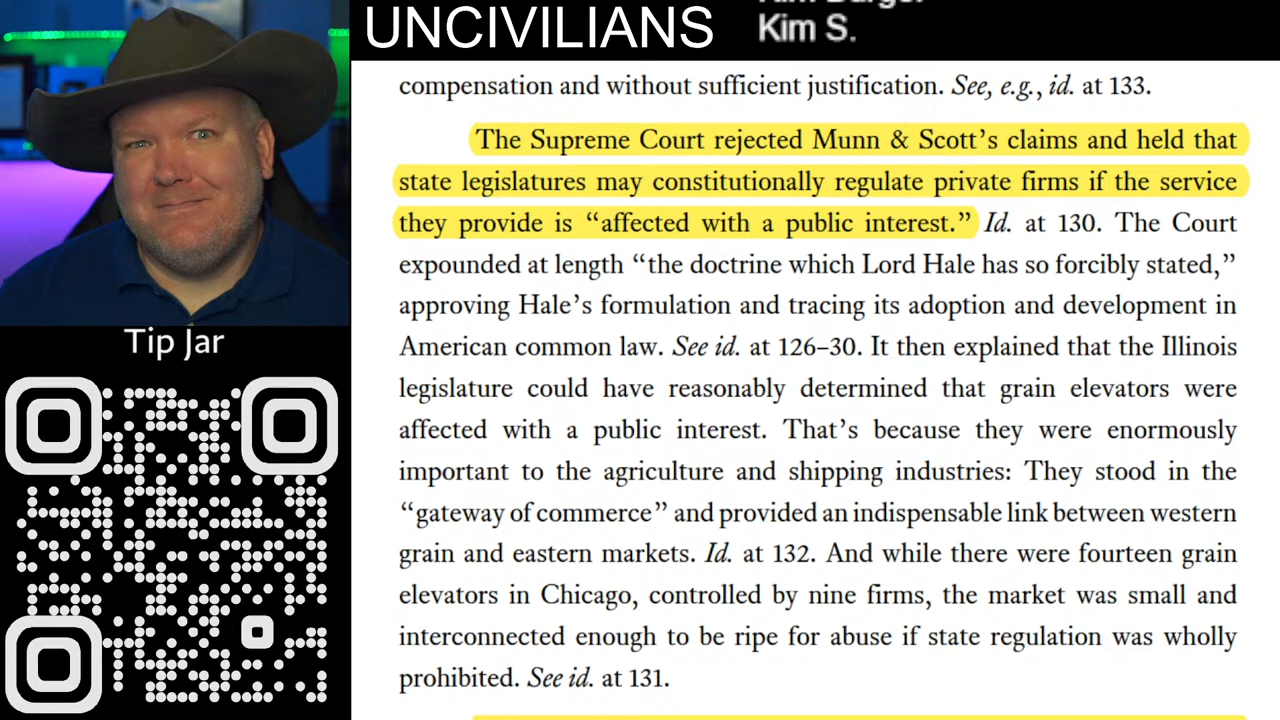 UNCIVILIANS
Kim S.
Tip Jar
compensation and without sufficient justification. See, e.g., id. at 133.
The Supreme Court rejected Munn & Scott’s claims and held that
state legislatures may constitutionally regulate private firms if the service
they provide is “affected with a public interest.” Id. at 130. The Court
expounded at length “the doctrine which Lord Hale has so forcibly stated,”
approving Hale’s formulation and tracing its adoption and development in
American common law. See id. at 126–30. It then explained that the Illinois
legislature could have reasonably determined that grain elevators were
affected with a public interest. That’s because they were enormously
important to the agriculture and shipping industries: They stood in the
“gateway of commerce” and provided an indispensable link between western
grain and eastern markets. Id. at 132. And while there were fourteen grain
elevators in Chicago, controlled by nine firms, the market was small and
interconnected enough to be ripe for abuse if state regulation was wholly
prohibited. See id. at 131.